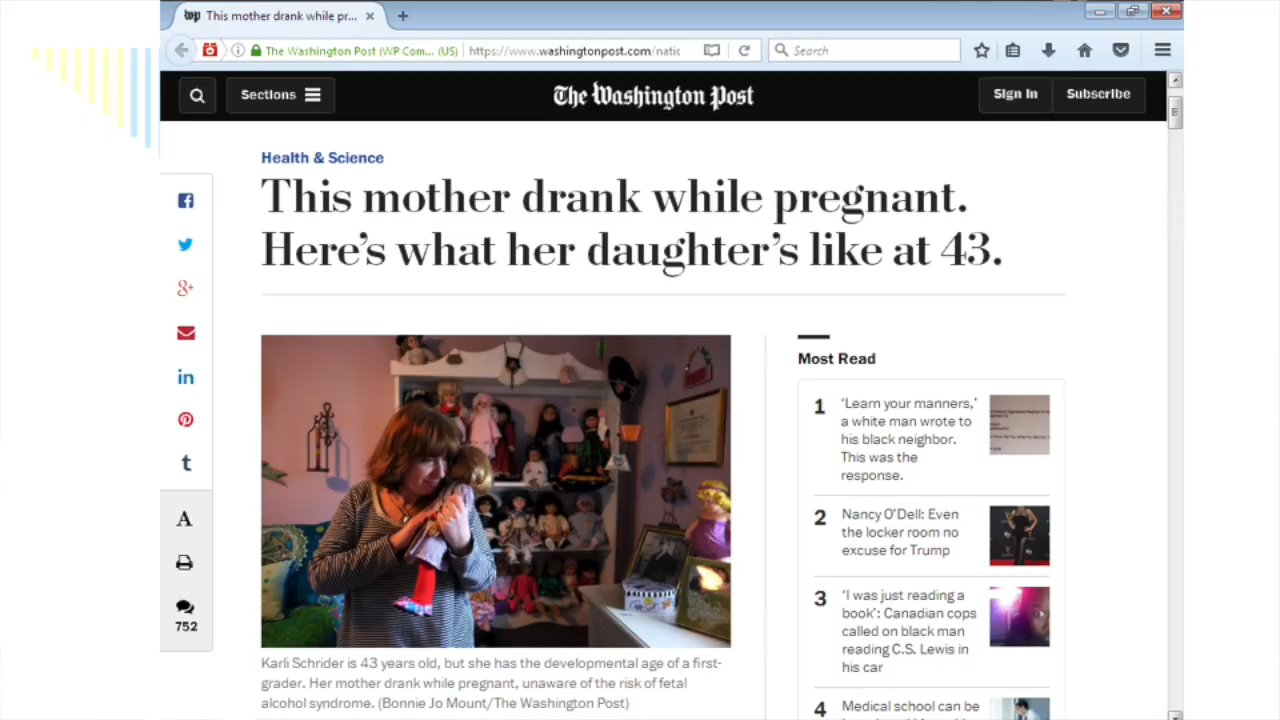 This mother drank while pr...
The Washington Post (WP Com... (US)
https://www.washingtonpost.com/natic
Search
Sections
The Washington Post
Sign In
Subscribe
Health & Science
This mother drank while pregnant.
Here's what her daughter's like at 43.
Most Read
1
'Learn your manners,'
a white man wrote to
his black neighbor.
This was the
response.
2
Nancy O'Dell: Even
the locker room no
excuse for Trump
3
'I was just reading a
book': Canadian cops
called on black man
reading C.S. Lewis in
his car
4
Medical school can be
752
Karli Schrider is 43 years old, but she has the developmental age of a first-
grader. Her mother drank while pregnant, unaware of the risk of fetal
alcohol syndrome. (Bonnie Jo Mount/The Washington Post)